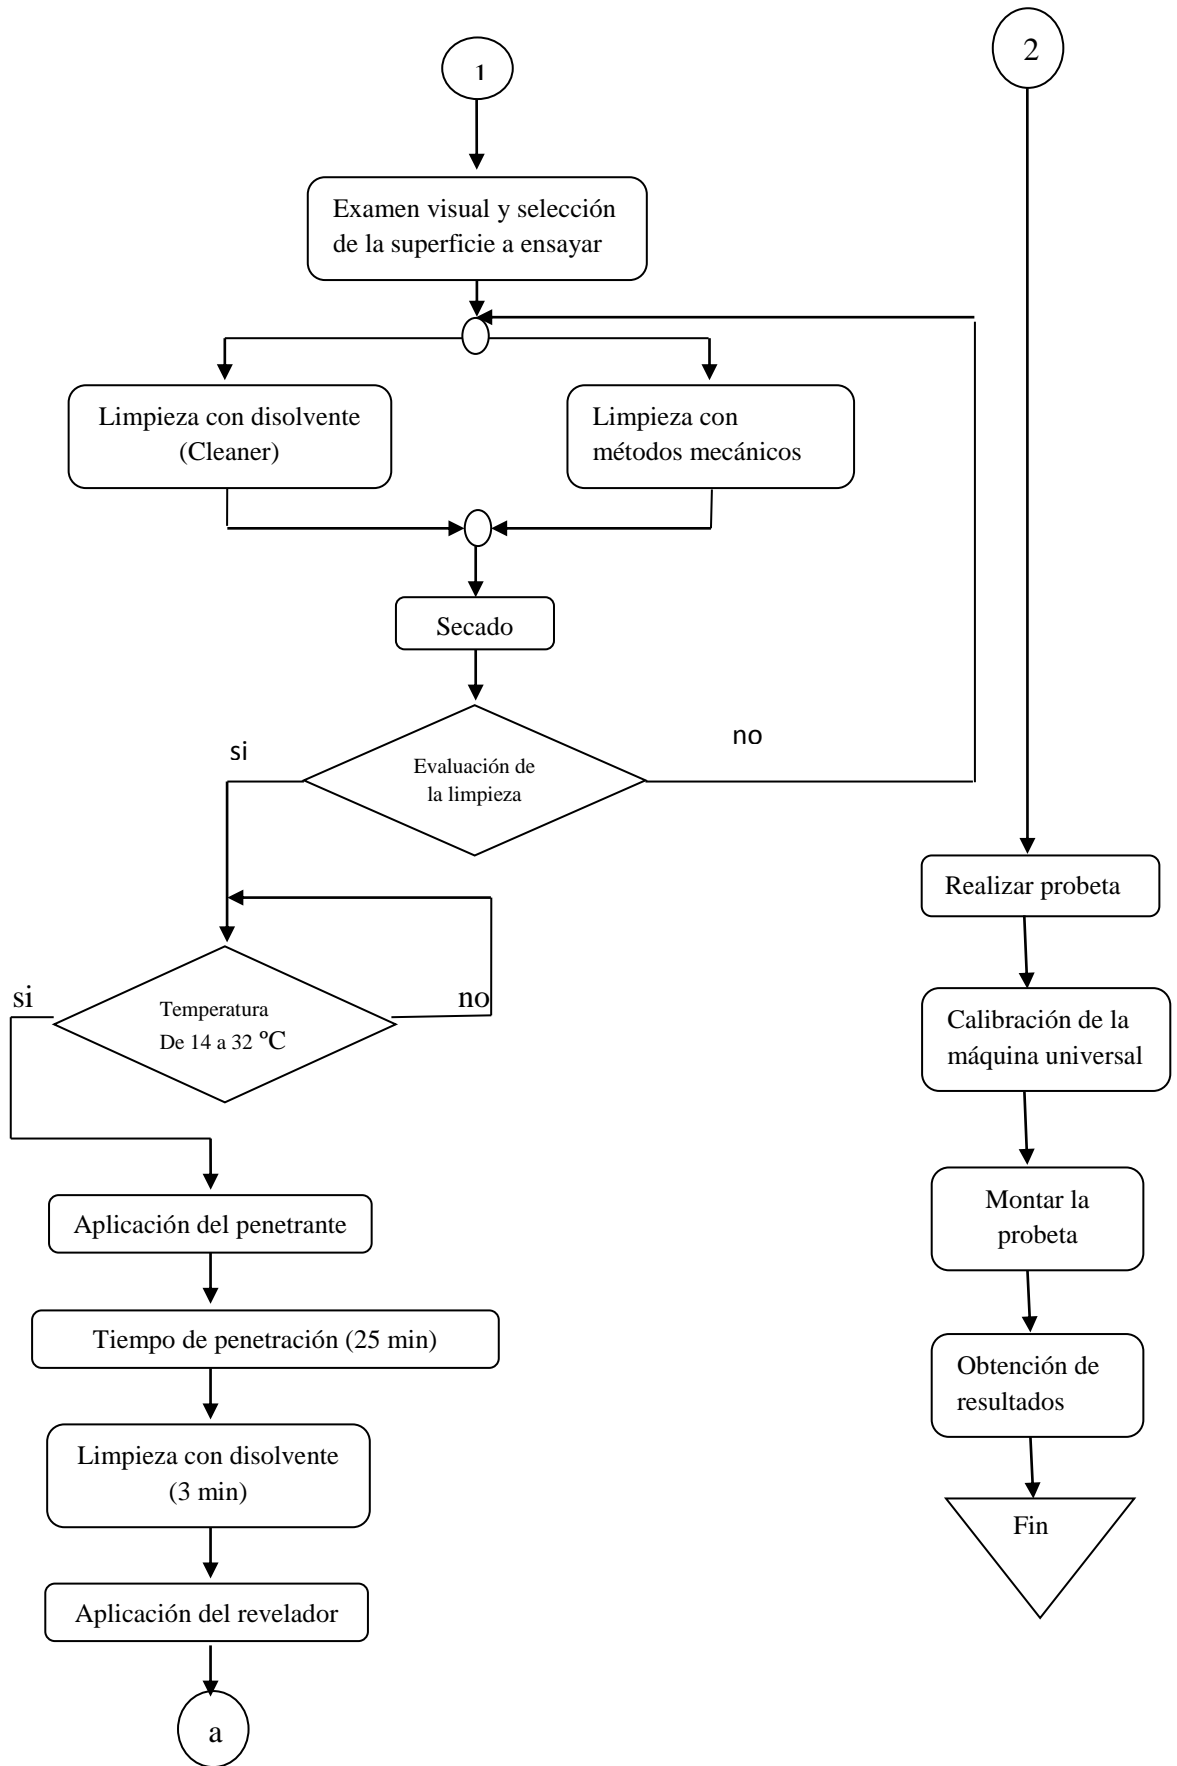 1
2
Examen visual y selección
de la superficie a ensayar
Limpieza con disolvente
(Cleaner)
Limpieza con
métodos mecánicos
Secado
si
no
Evaluación de
la limpieza
si
no
Temperatura
De 14 a 32 ºC
Aplicación del penetrante
Tiempo de penetración (25 min)
Limpieza con disolvente
(3 min)
Aplicación del revelador
a
Realizar probeta
Calibración de la
máquina universal
Montar la
probeta
Obtención de
resultados
Fin